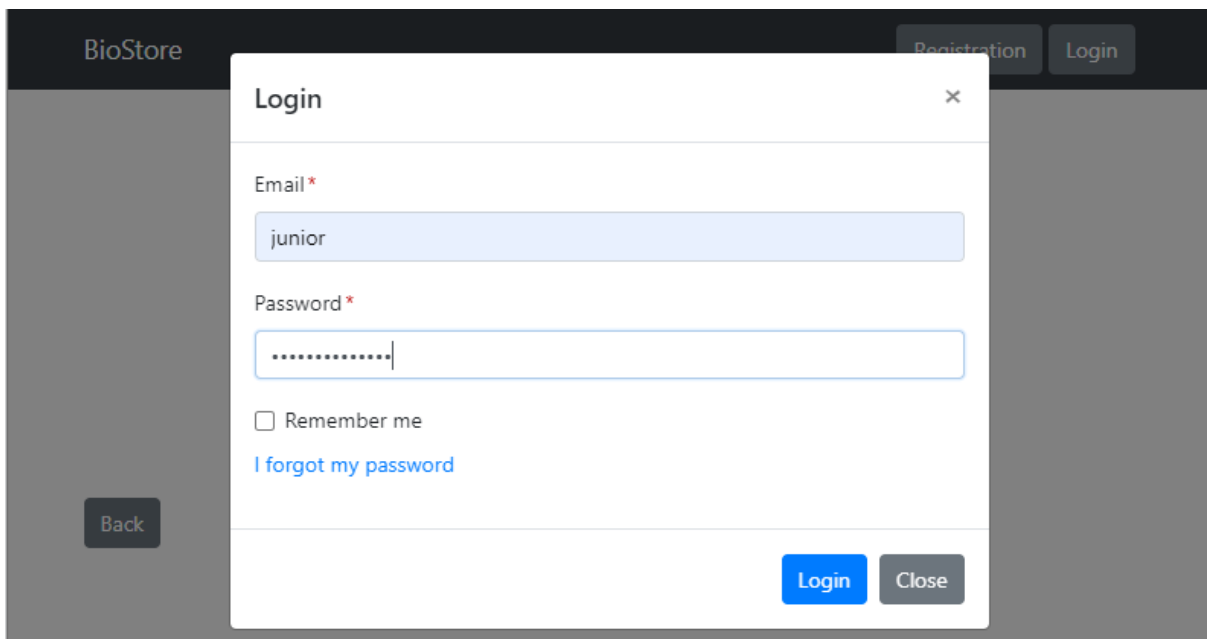 BioStore Registration Login
Login ×
Email*
junior
Password*
••••••••••••••
Remember me
I forgot my password
Back
Login Close